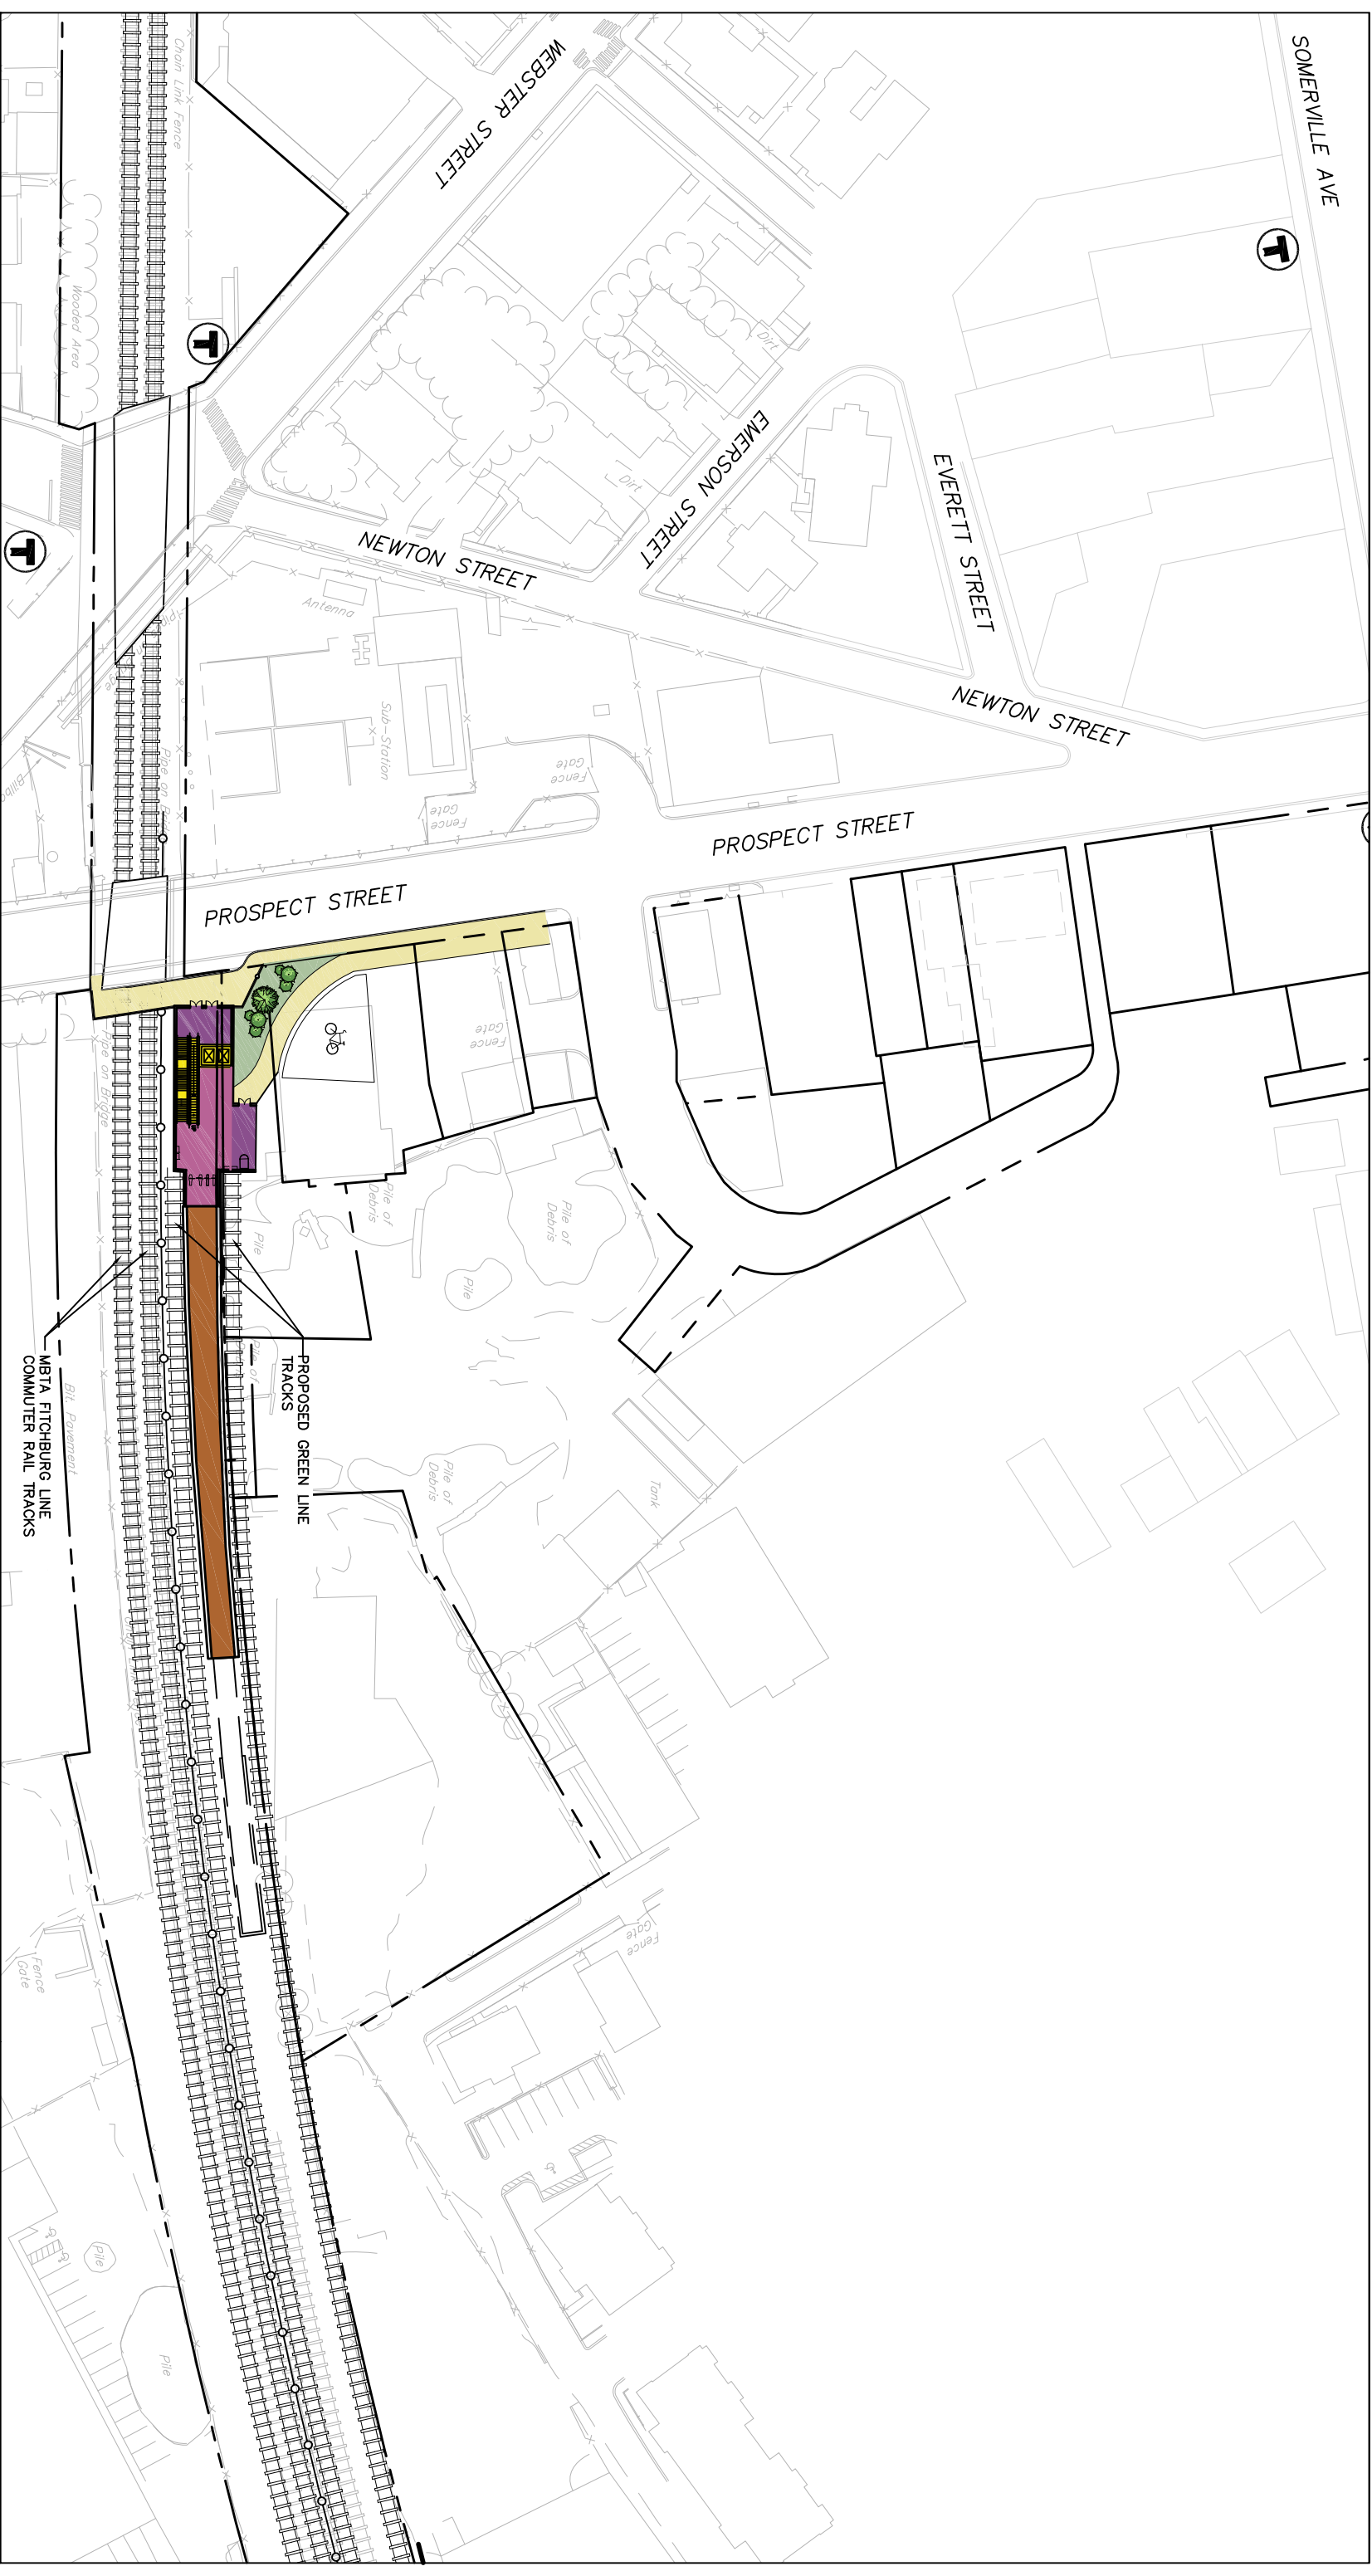 SOMERVILLE AVE
T
WEBSTER STREET
Chain Link Fence
T
Wooded Area
T
Dirt
EMERSON STREET
Dirt
EVERETT STREET
NEWTON STREET
Antenna
NEWTON STREET
Sub-Station
Gate
Fence
Gate
Fence
PROSPECT STREET
PROSPECT STREET
Gate
Fence
Pipe on Bridge
Pile of
Debris
Pile of
Debris
Pile
Pile
Pile of
PROPOSED GREEN LINE
TRACKS
MBTA FITCHBURG LINE
COMMUTER RAIL TRACKS
Bit. Pavement
Pile of
Debris
Tank
Gate
Fence
Fence
Gate
Pile
Pile